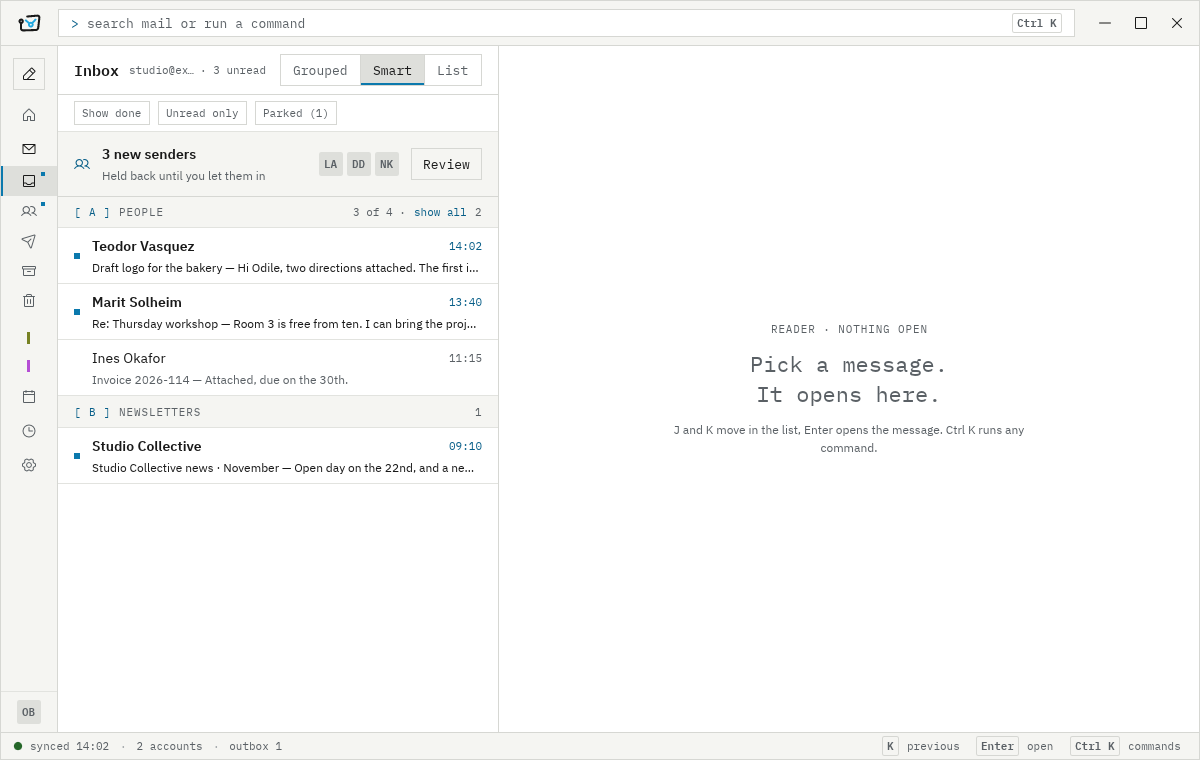 > search mail or run a command Ctrl K
Inbox studio@ex… · 3 unread Grouped Smart List
Show done Unread only Parked (1)
3 new senders
Held back until you let them in
LA DD NK Review
[ A ] PEOPLE 3 of 4 · show all 2
Teodor Vasquez 14:02
Draft logo for the bakery — Hi Odile, two directions attached. The first i…
Marit Solheim 13:40
Re: Thursday workshop — Room 3 is free from ten. I can bring the proj…
Ines Okafor 11:15
Invoice 2026-114 — Attached, due on the 30th.
[ B ] NEWSLETTERS 1
Studio Collective 09:10
Studio Collective news · November — Open day on the 22nd, and a ne…
READER · NOTHING OPEN
Pick a message.
It opens here.
J and K move in the list, Enter opens the message. Ctrl K runs any
command.
OB
synced 14:02 · 2 accounts · outbox 1 K previous Enter open Ctrl K commands